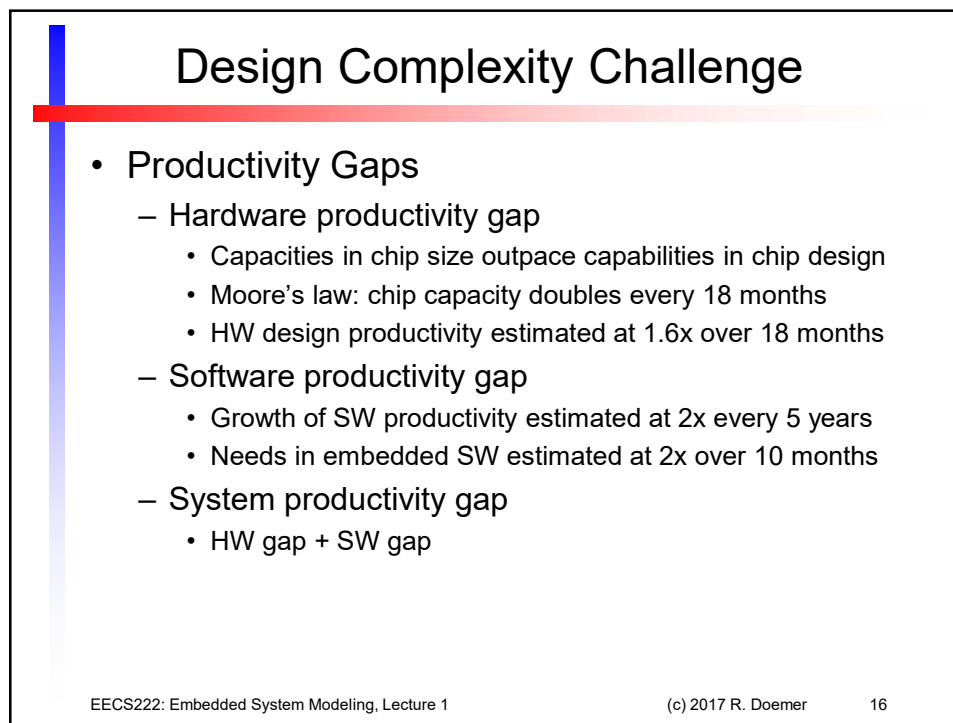 Design Complexity Challenge
• Productivity Gaps
– Hardware productivity gap
• Capacities in chip size outpace capabilities in chip design
• Moore's law: chip capacity doubles every 18 months
• HW design productivity estimated at 1.6x over 18 months
– Software productivity gap
• Growth of SW productivity estimated at 2x every 5 years
• Needs in embedded SW estimated at 2x over 10 months
– System productivity gap
• HW gap + SW gap
EECS222: Embedded System Modeling, Lecture 1 (c) 2017 R. Doemer 16